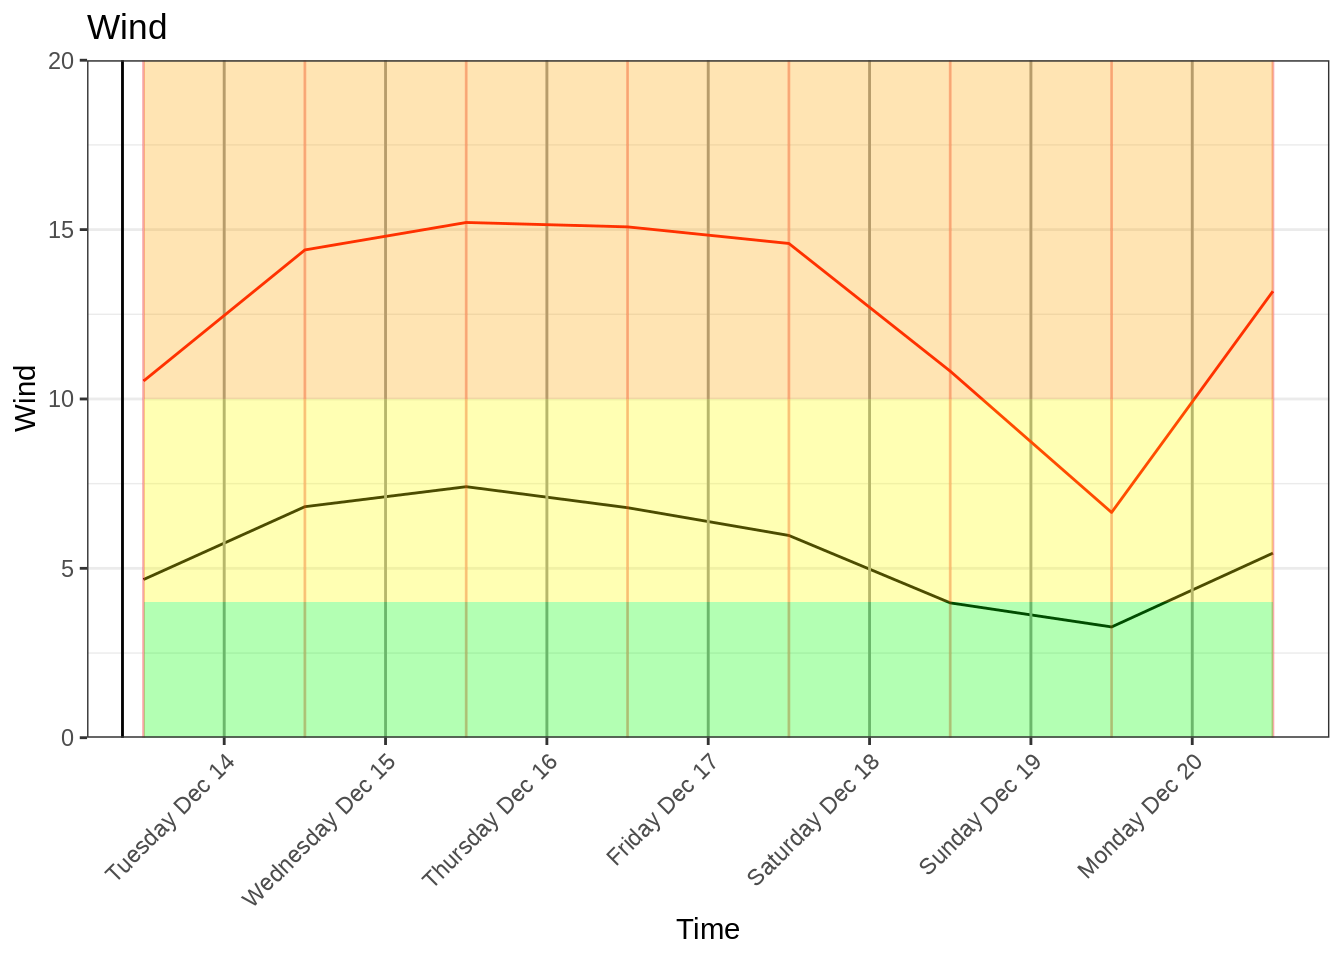 Wind
20
15
10
5
0
Wind
Tuesday Dec 14
Wednesday Dec 15
Thursday Dec 16
Friday Dec 17
Saturday Dec 18
Sunday Dec 19
Monday Dec 20
Time